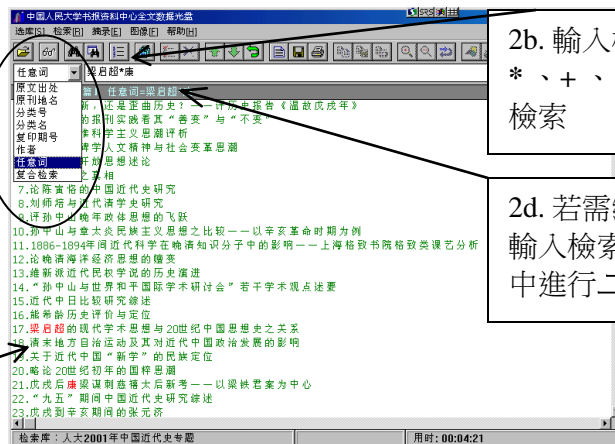 中国人民大学书报资料中心全文数据光盘
选库[S] 检索[R] 摘录[E] 图像[E] 帮助[H]
任意词 梁启超*康
任意词=梁启超
原文出处
原刊地名
分类号
分类名
复印期号
作者
任意词
复合检索
新，还是歪曲历史？——评历史报告《温故戊戌年》
的报刊实践看其“善变”与“不变”
科学主义思潮评析
学人文精神与社会变革思潮
开放思想述论
之真相
7.论陈寅恪的中国近代史研究
8.刘师培与近代清学史研究
9.评孙中山晚年政体思想的飞跃
10.孙中山与章太炎民族主义思想之比较——以辛亥革命时期为例
11.1886-1894年间近代科学在晚清知识分子中的影响——上海格致书院格致类课艺分析
12.论晚清海洋经济思想的嬗变
13.维新派近代民权学说的历史演进
14.“孙中山与世界和平国际学术研讨会”若干学术观点述要
15.近代中日比较研究综述
16.熊希龄历史评价与定位
17.梁启超的现代学术思想与20世纪中国思想史之关系
18.清末地方自治运动及其对近代中国政治发展的影响
19.关于近代中国“新学”的民族定位
20.略论20世纪初年的国粹思潮
21.戊戌后康梁谋刺慈禧太后新考——以梁铁君案为中心
22.“九五”期间中国近代史研究综述
23.戊戌到辛亥期间的张元济
检索库：人大2001年中国近代史专题
用时：00:04:21
2b. 輸入
* 、+ 、
檢索
2d. 若需
輸入檢索
中進行二